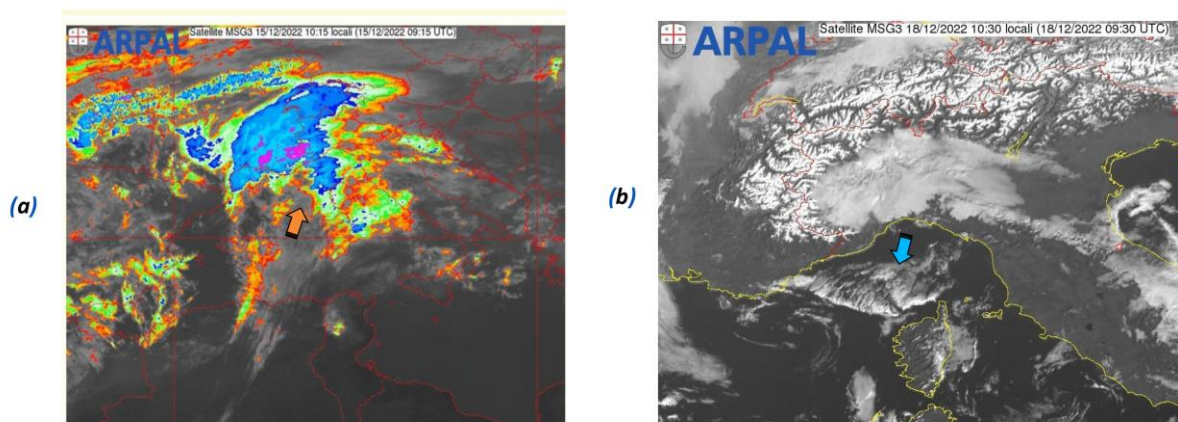 ARPAL
Satellite MSG3 15/12/2022 10:15 locali (15/12/2022 09:15 UTC)
(a)
ARPAL
Satellite MSG3 18/12/2022 10:30 locali (18/12/2022 09:30 UTC)
(b)